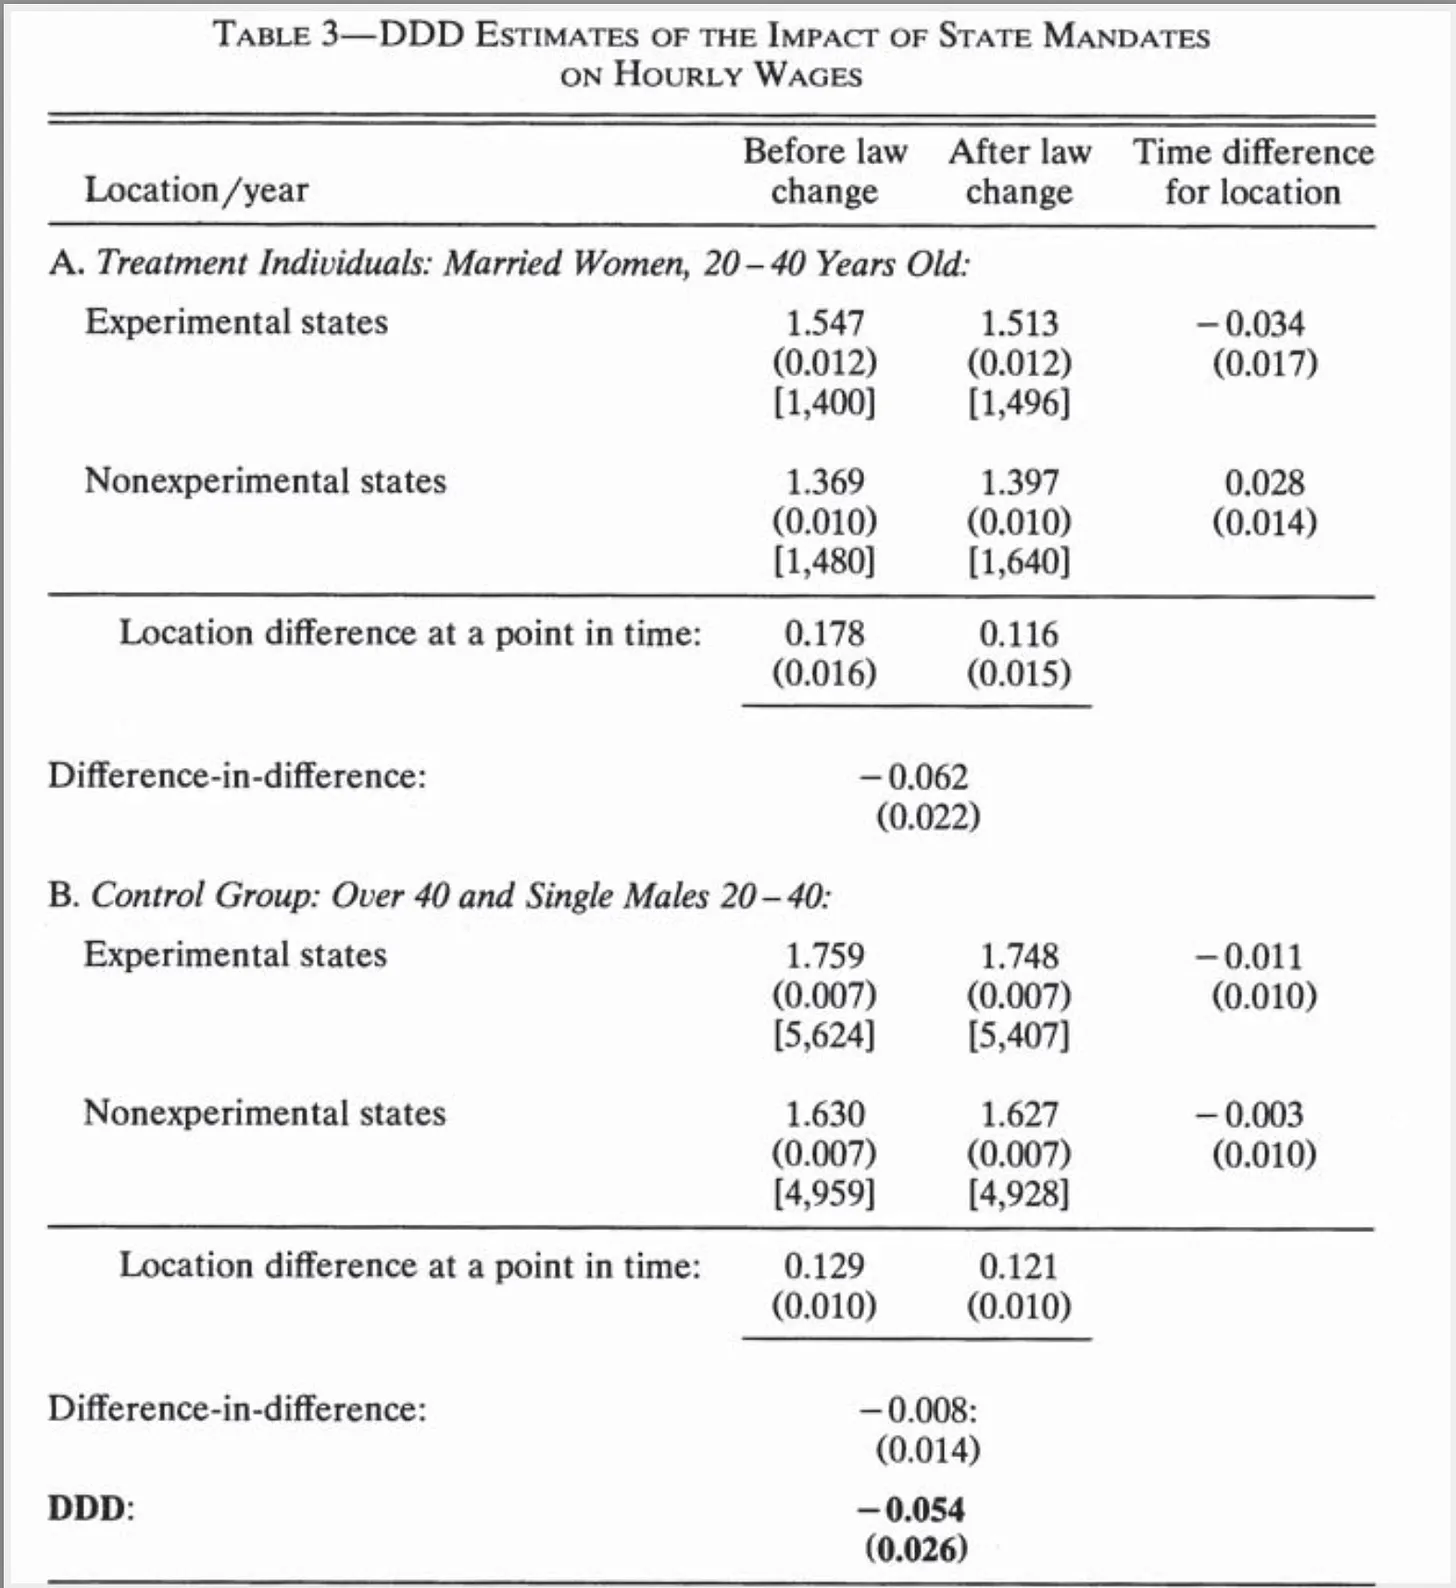 TABLE 3—DDD ESTIMATES OF THE IMPACT OF STATE MANDATES
ON HOURLY WAGES
Before law After law Time difference
Location/year change change for location
A. Treatment Individuals: Married Women, 20–40 Years Old:
Experimental states 1.547 1.513 −0.034
(0.012) (0.012) (0.017)
[1,400] [1,496]
Nonexperimental states 1.369 1.397 0.028
(0.010) (0.010) (0.014)
[1,480] [1,640]
Location difference at a point in time: 0.178 0.116
(0.016) (0.015)
Difference-in-difference: −0.062
(0.022)
B. Control Group: Over 40 and Single Males 20–40:
Experimental states 1.759 1.748 −0.011
(0.007) (0.007) (0.010)
[5,624] [5,407]
Nonexperimental states 1.630 1.627 −0.003
(0.007) (0.007) (0.010)
[4,959] [4,928]
Location difference at a point in time: 0.129 0.121
(0.010) (0.010)
Difference-in-difference: −0.008:
(0.014)
DDD: −0.054
(0.026)